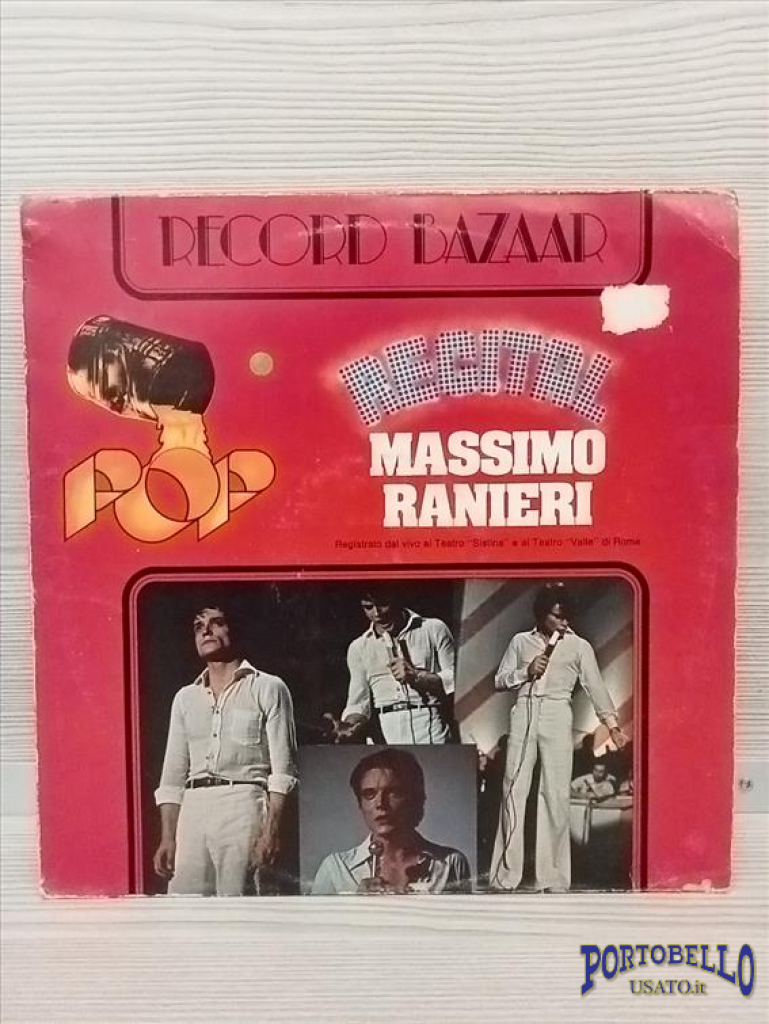 RECORD BAZAAR
RECITAL
MASSIMO
RANIERI
POP
Registrato dal vivo al Teatro "Sistina" e al Teatro "Valle" di Roma
PORTOBELLO
USATO.it